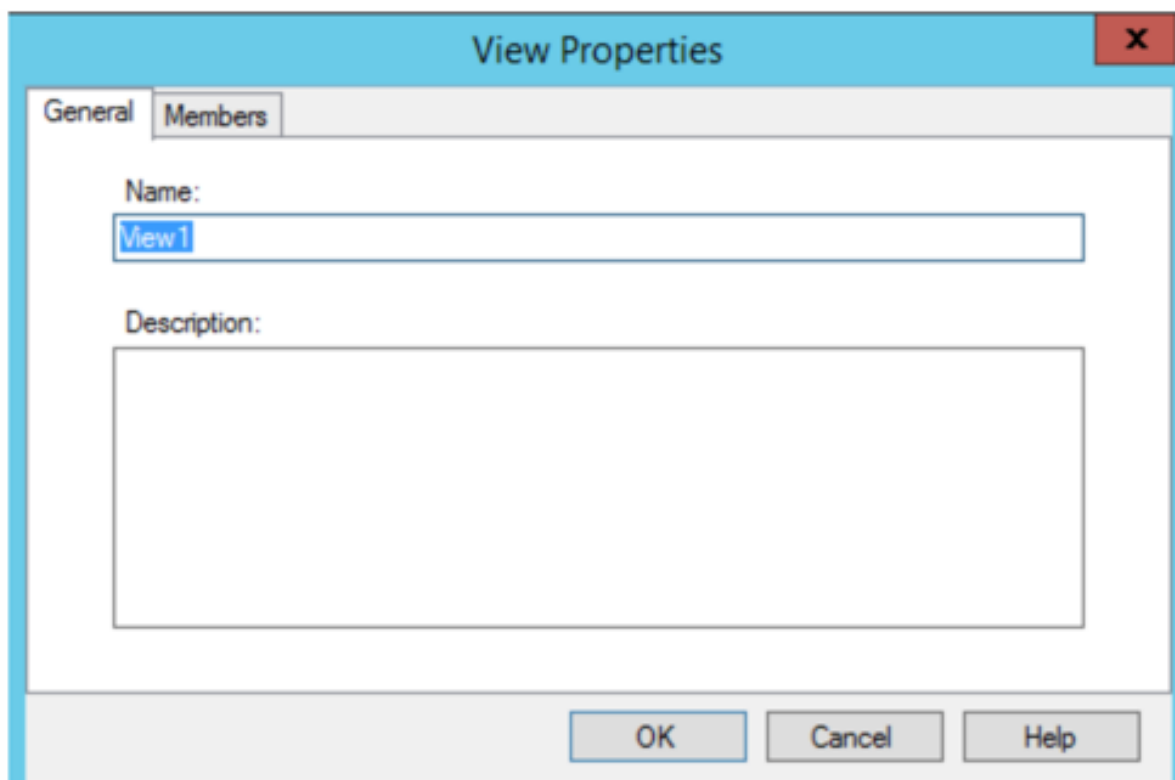 View Properties
x
General Members
Name:
View1
Description:
OK Cancel Help